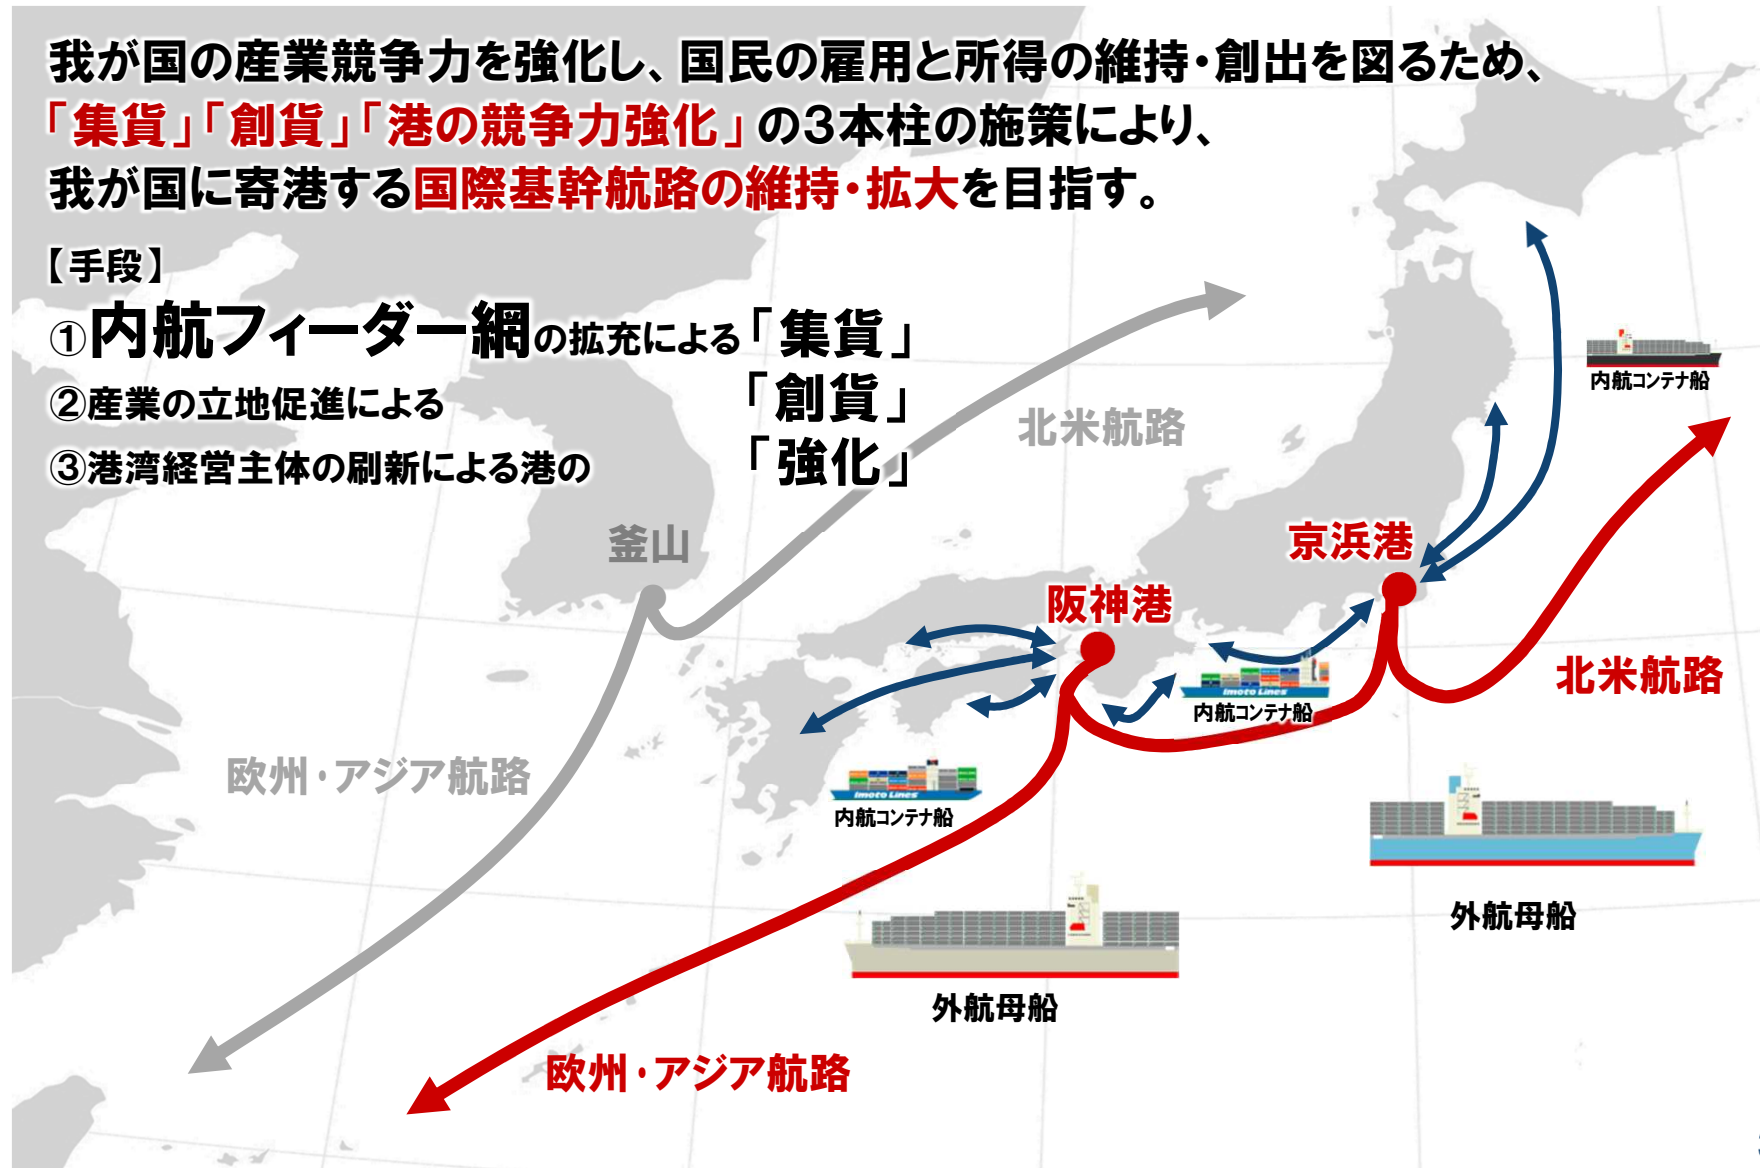 我が国の産業競争力を強化し、国民の雇用と所得の維持・創出を図るため、
「集貨」「創貨」「港の競争力強化」の3本柱の施策により、
我が国に寄港する国際基幹航路の維持・拡大を目指す。
【手段】
①内航フィーダー網の拡充による「集貨」
②産業の立地促進による「創貨」
③港湾経営主体の刷新による港の「強化」
内航コンテナ船
北米航路
釜山
京浜港
阪神港
北米航路
Imoto Lines
内航コンテナ船
欧州・アジア航路
Imoto Lines
内航コンテナ船
外航母船
外航母船
欧州・アジア航路